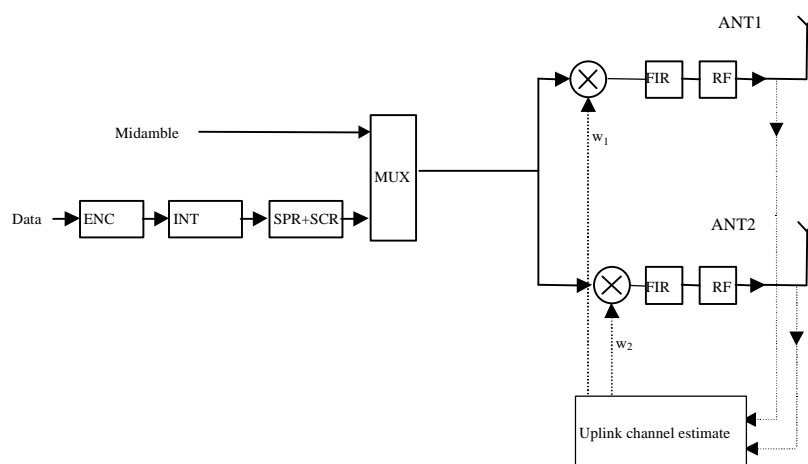 ANT1
FIR
RF
Midamble
w1
MUX
Data
ENC
INT
SPR+SCR
ANT2
FIR
RF
w2
Uplink channel estimate